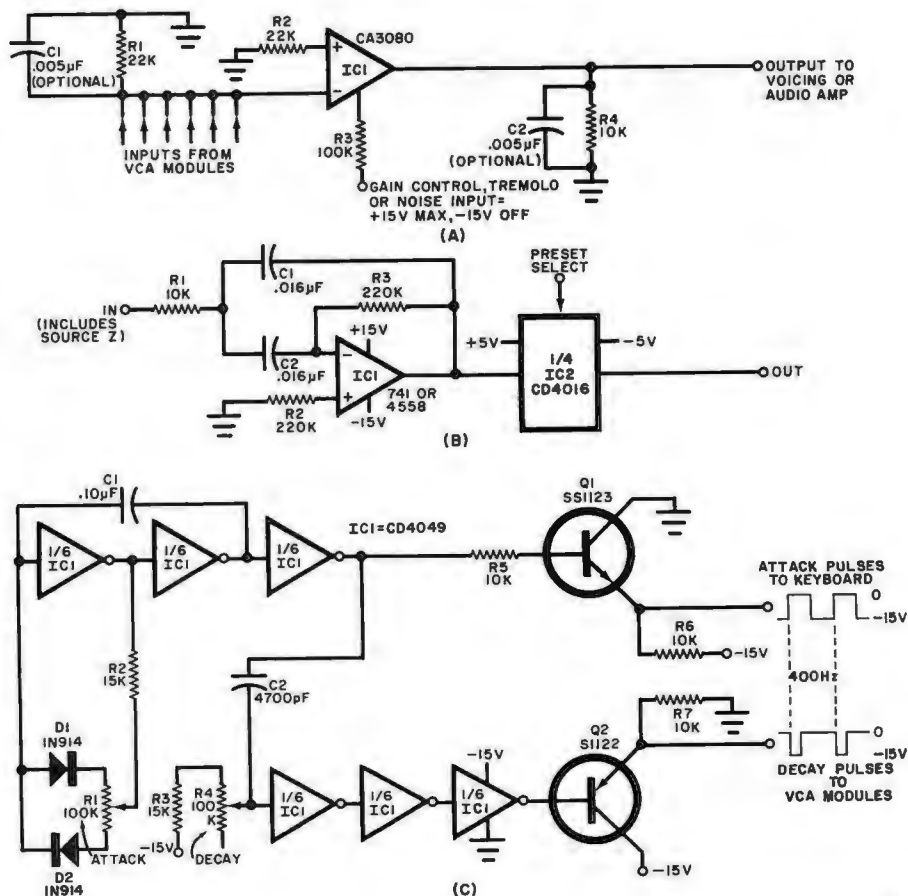 C1
.005µF
(OPTIONAL)
R1
22K
R2
22K
CA3080
+
IC1
−
INPUTS FROM
VCA MODULES
R3
100K
GAIN CONTROL, TREMOLO
OR NOISE INPUT=
+15V MAX, −15V OFF
C2
.005µF
(OPTIONAL)
R4
10K
OUTPUT TO
VOICING OR
AUDIO AMP
(A)
IN
(INCLUDES
SOURCE Z)
R1
10K
C1
.016µF
R3
220K
C2
.016µF
+15V
−
IC1
+
−15V
741 OR
4558
R2
220K
PRESET
SELECT
+5V
1/4
IC2
CD4016
−5V
OUT
(B)
C1
.10µF
1/6
IC1
1/6
IC1
1/6
IC1
IC1=CD4049
R5
10K
Q1
SS1123
ATTACK PULSES
TO KEYBOARD
0
−15V
R6
10K
−15V
400Hz
R2
15K
C2
4700pF
D1
1N914
R1
100K
ATTACK
D2
1N914
R3
15K
−15V
R4
100
K
DECAY
1/6
IC1
1/6
IC1
−15V
1/6
IC1
Q2
S1122
R7
10K
0
−15V
DECAY PULSES
TO
VCA MODULES
−15V
(C)